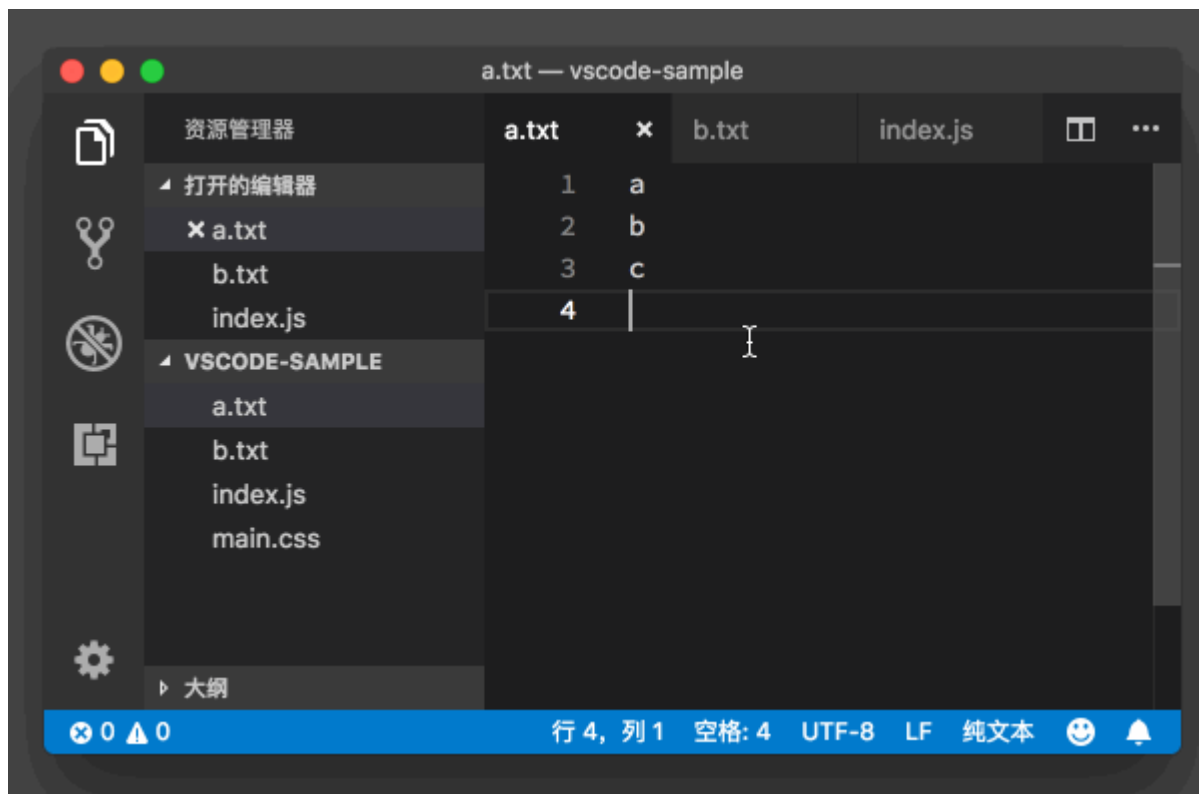 a.txt — vscode-sample
资源管理器
打开的编辑器
a.txt
b.txt
index.js
VSCODE-SAMPLE
a.txt
b.txt
index.js
main.css
大纲
a.txt b.txt index.js
1 a
2 b
3 c
4
0 0 行 4，列 1 空格: 4 UTF-8 LF 纯文本